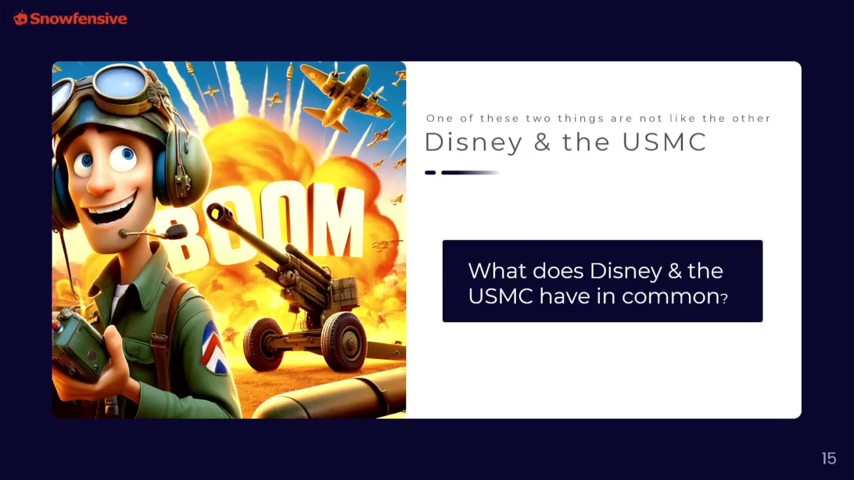 Snowfensive
BOOM
One of these two things are not like the other
Disney & the USMC
What does Disney & the
USMC have in common?
15